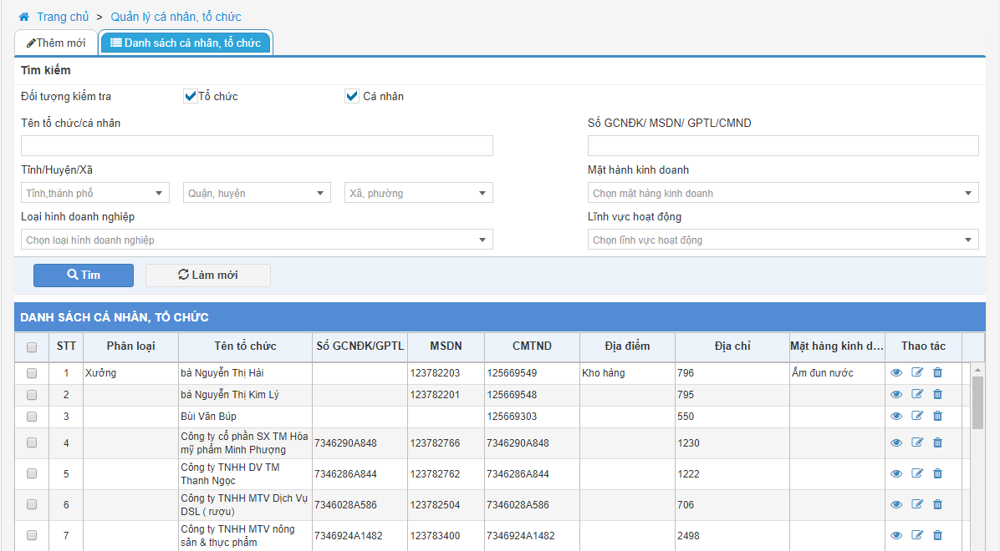 Trang chủ > Quản lý cá nhân, tổ chức
Thêm mới Danh sách cá nhân, tổ chức
Tìm kiếm
Đối tượng kiểm tra Tổ chức Cá nhân
Tên tổ chức/cá nhân Số GCNĐK/ MSDN/ GPTL/CMND
Tỉnh/Huyện/Xã Mặt hành kinh doanh
Tỉnh,thành phố Quận, huyện Xã, phường Chọn mặt hàng kinh doanh
Loại hình doanh nghiệp Lĩnh vực hoạt động
Chọn loại hình doanh nghiệp Chọn lĩnh vực hoạt động
Tìm Làm mới
DANH SÁCH CÁ NHÂN, TỔ CHỨC
STT Phân loại Tên tổ chức Số GCNĐK/GPTL MSDN CMTND Địa điểm Địa chỉ Mặt hàng kinh d... Thao tác
1 Xưởng bà Nguyễn Thị Hải 123782203 125669549 Kho hàng 796 Ấm đun nước
2 bà Nguyễn Thị Kim Lý 123782201 125669548 795
3 Bùi Văn Búp 125669303 550
4 Công ty cổ phần SX TM Hóa mỹ phẩm Minh Phượng 7346290A848 123782766 7346290A848 1230
5 Công ty TNHH DV TM Thanh Ngọc 7346286A844 123782762 7346286A844 1222
6 Công ty TNHH MTV Dịch Vụ DSL ( rượu) 7346028A586 123782504 7346028A586 706
7 Công ty TNHH MTV nông sản & thực phẩm 7346924A1482 123783400 7346924A1482 2498